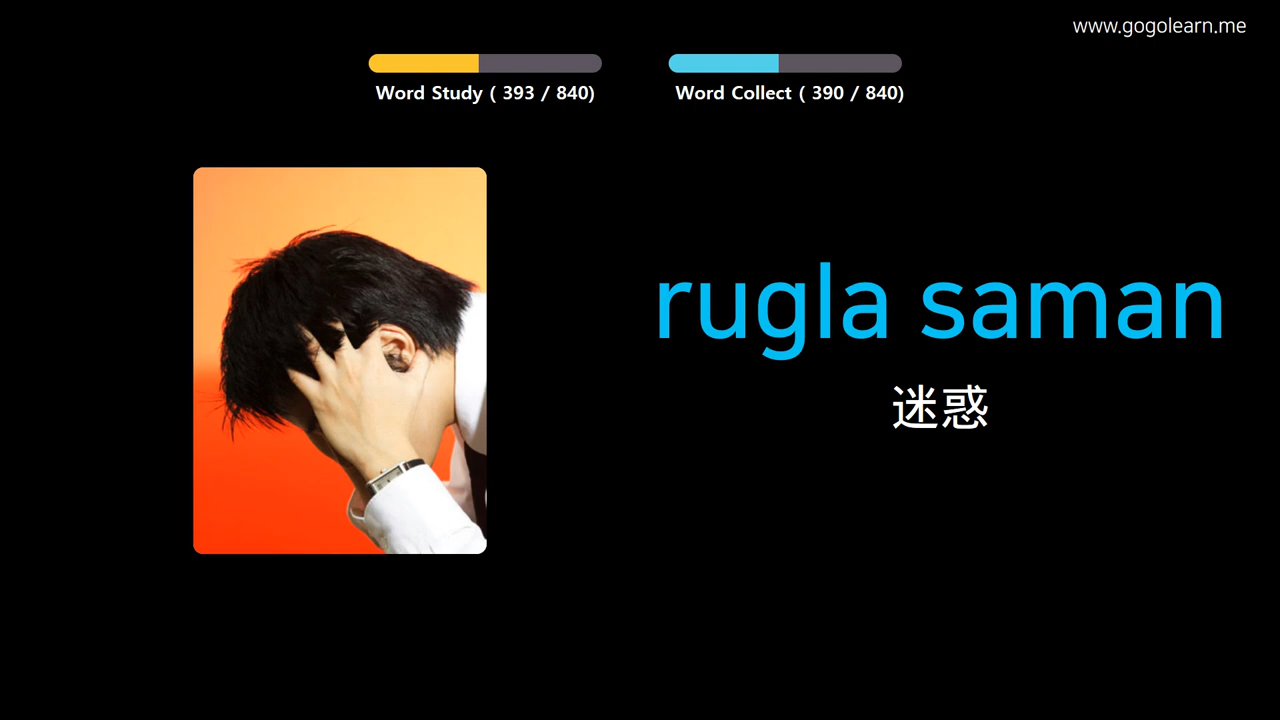 www.gogolearn.me
Word Study ( 393 / 840)
Word Collect ( 390 / 840)
rugla saman
迷惑